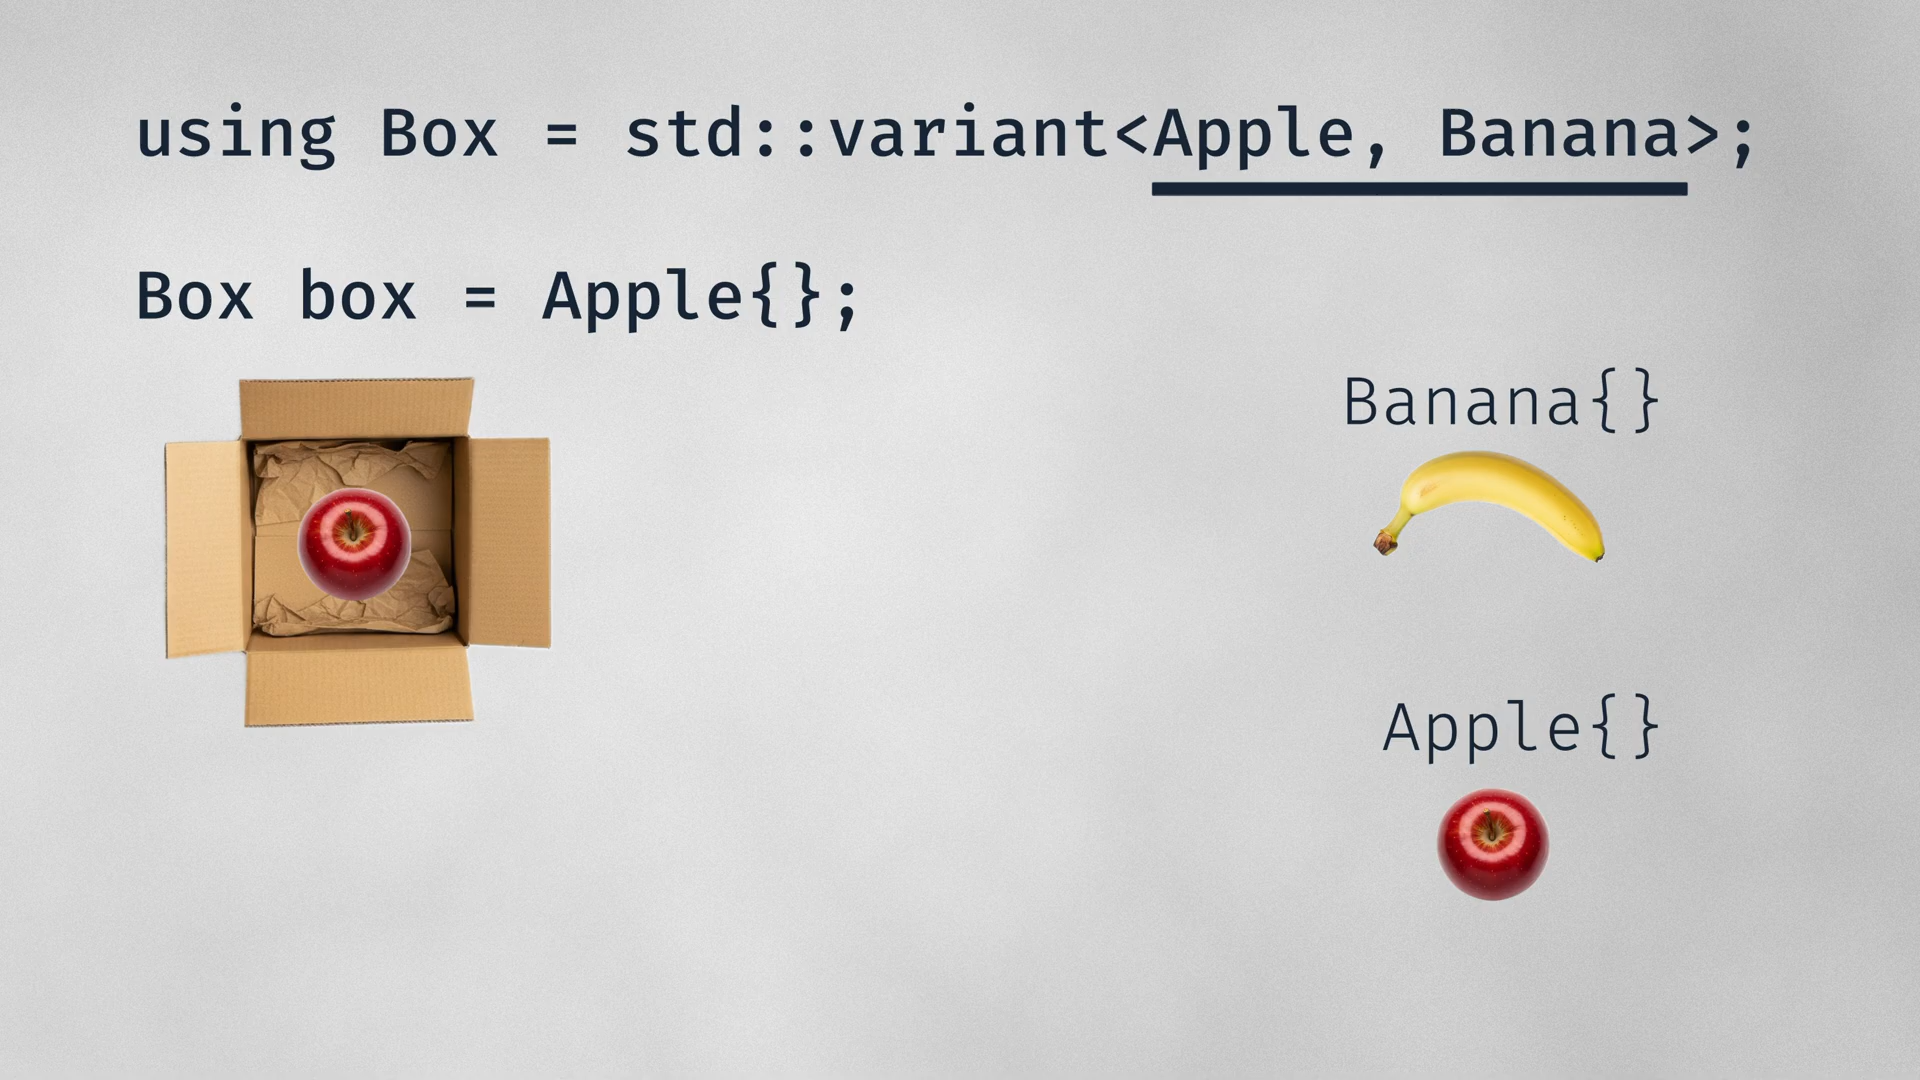 using Box = std::variant<Apple, Banana>;
Box box = Apple{};
Banana{}
Apple{}